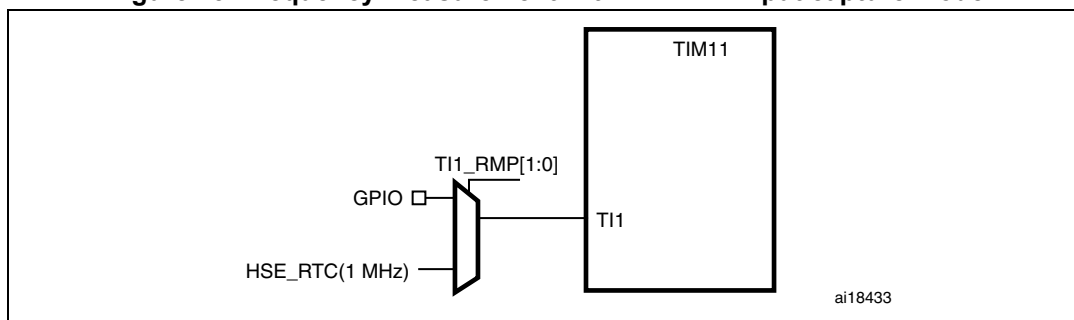 TIM11
TI1_RMP[1:0]
GPIO
TI1
HSE_RTC(1 MHz)
ai18433